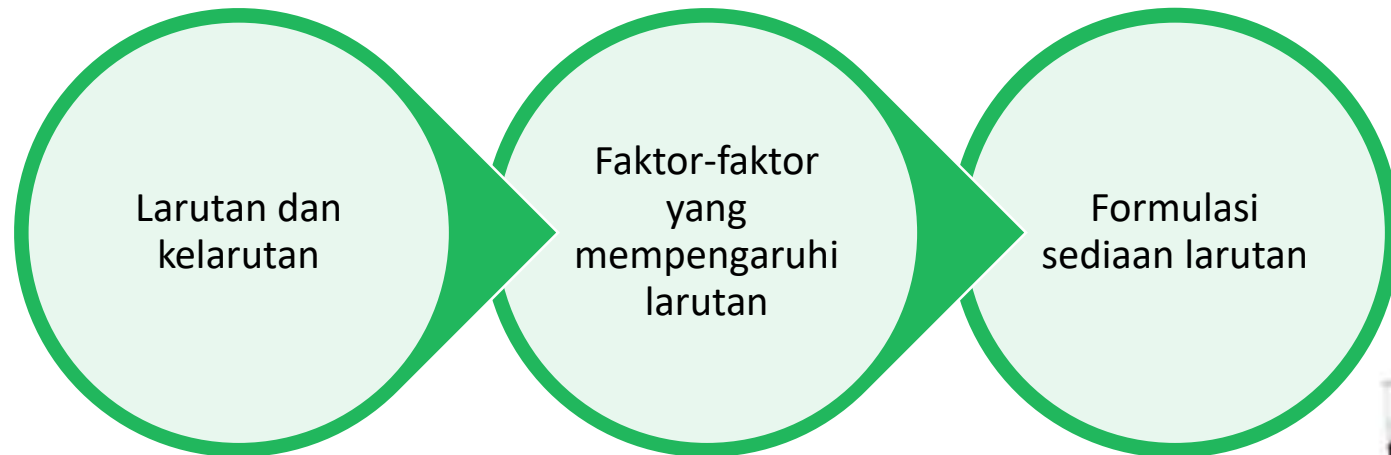 Larutan dan
kelarutan
Faktor-faktor
yang
mempengaruhi
larutan
Formulasi
sediaan larutan